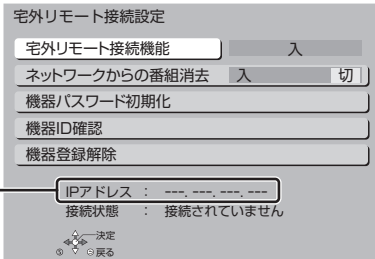 宅外リモート接続設定
宅外リモート接続機能 入
ネットワークからの番組消去 入 切
機器パスワード初期化
機器ID確認
機器登録解除
IPアドレス : ---. ---. ---. ---
接続状態 : 接続されていません
決定
S 戻る